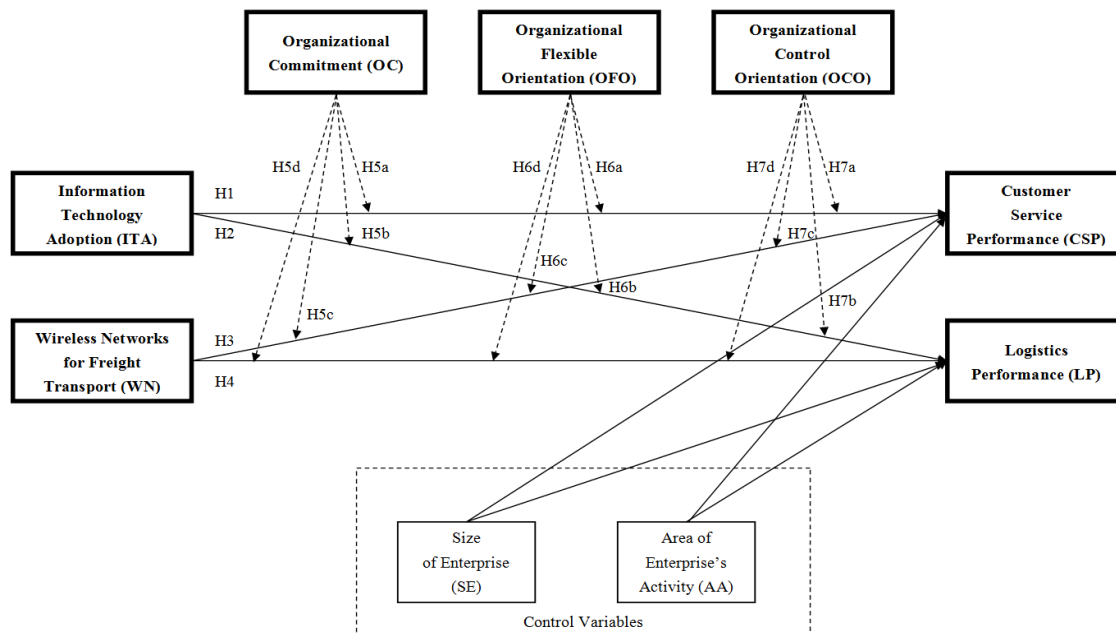 Organizational
Commitment (OC)
Organizational
Flexible
Orientation (OFO)
Organizational
Control
Orientation (OCO)
H5d
H5a
H6d
H6a
H7d
H7a
Information
Technology
Adoption (ITA)
H1
H2
H5b
H7c
Customer
Service
Performance (CSP)
H6c
H6b
H7b
H5c
Wireless Networks
for Freight
Transport (WN)
H3
H4
Logistics
Performance (LP)
Size
of Enterprise
(SE)
Area of
Enterprise’s
Activity (AA)
Control Variables